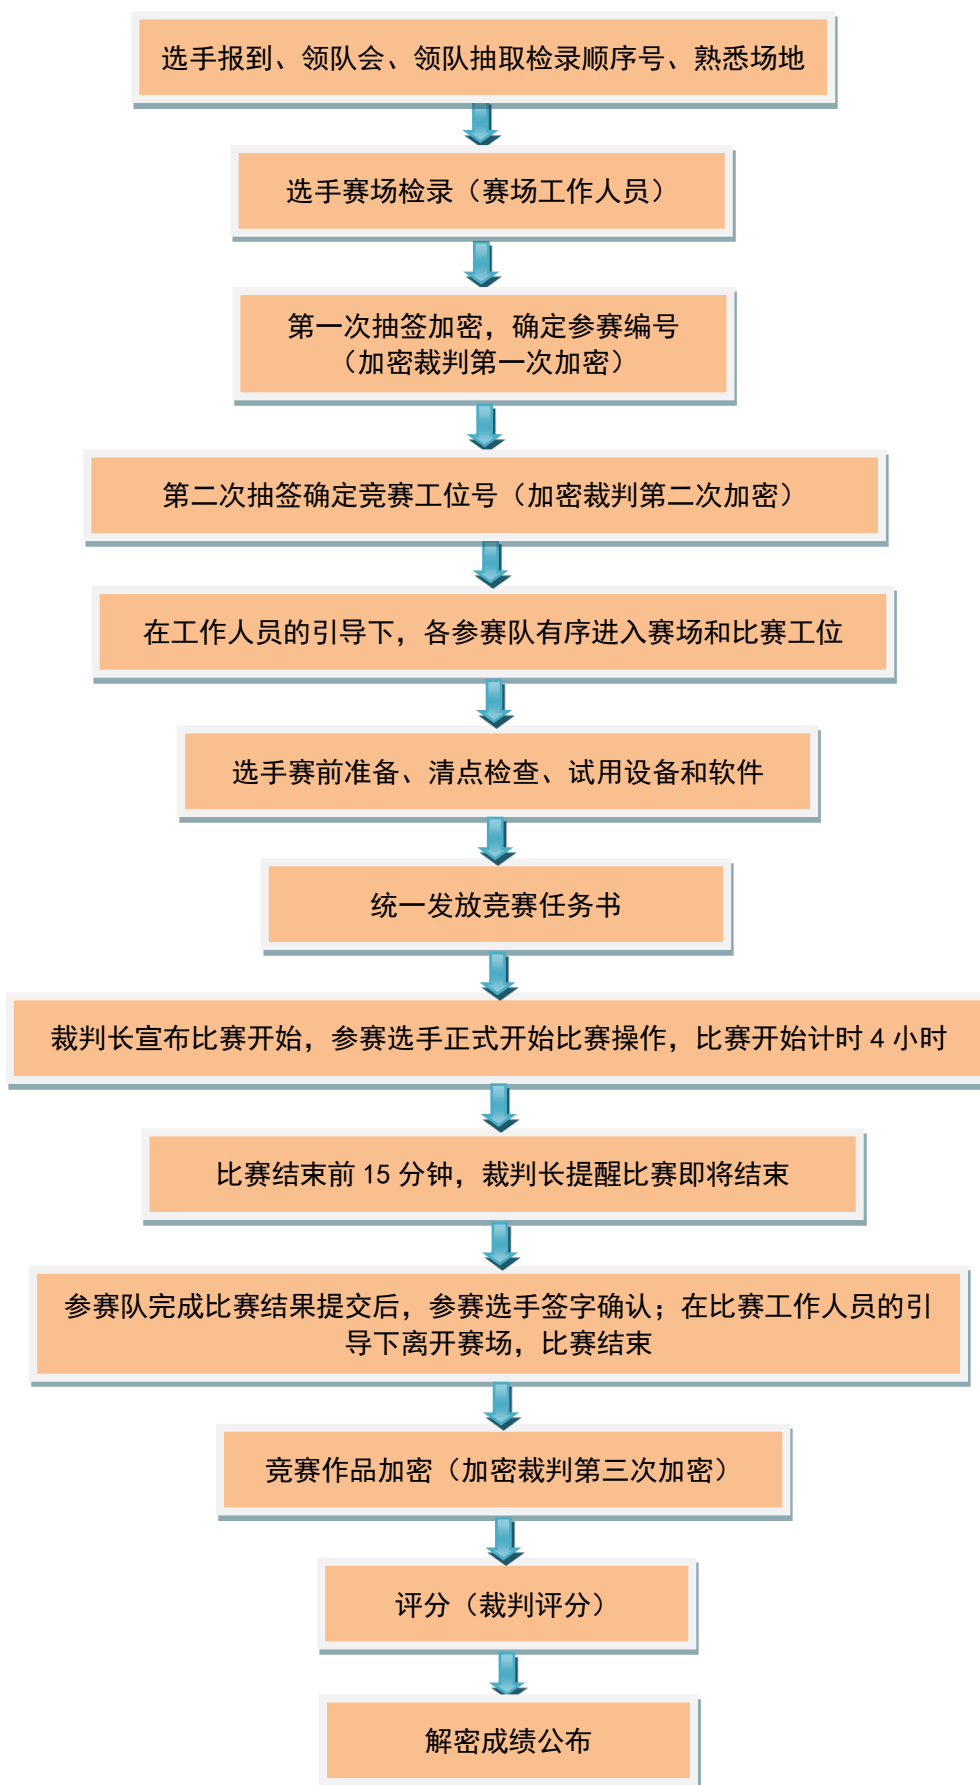 选手报到、领队会、领队抽取检录顺序号、熟悉场地
选手赛场检录（赛场工作人员）
第一次抽签加密，确定参赛编号
（加密裁判第一次加密）
第二次抽签确定竞赛工位号（加密裁判第二次加密）
在工作人员的引导下，各参赛队有序进入赛场和比赛工位
选手赛前准备、清点检查、试用设备和软件
统一发放竞赛任务书
裁判长宣布比赛开始，参赛选手正式开始比赛操作，比赛开始计时 4 小时
比赛结束前 15 分钟，裁判长提醒比赛即将结束
参赛队完成比赛结果提交后，参赛选手签字确认；在比赛工作人员的引
导下离开赛场，比赛结束
竞赛作品加密（加密裁判第三次加密）
评分（裁判评分）
解密成绩公布